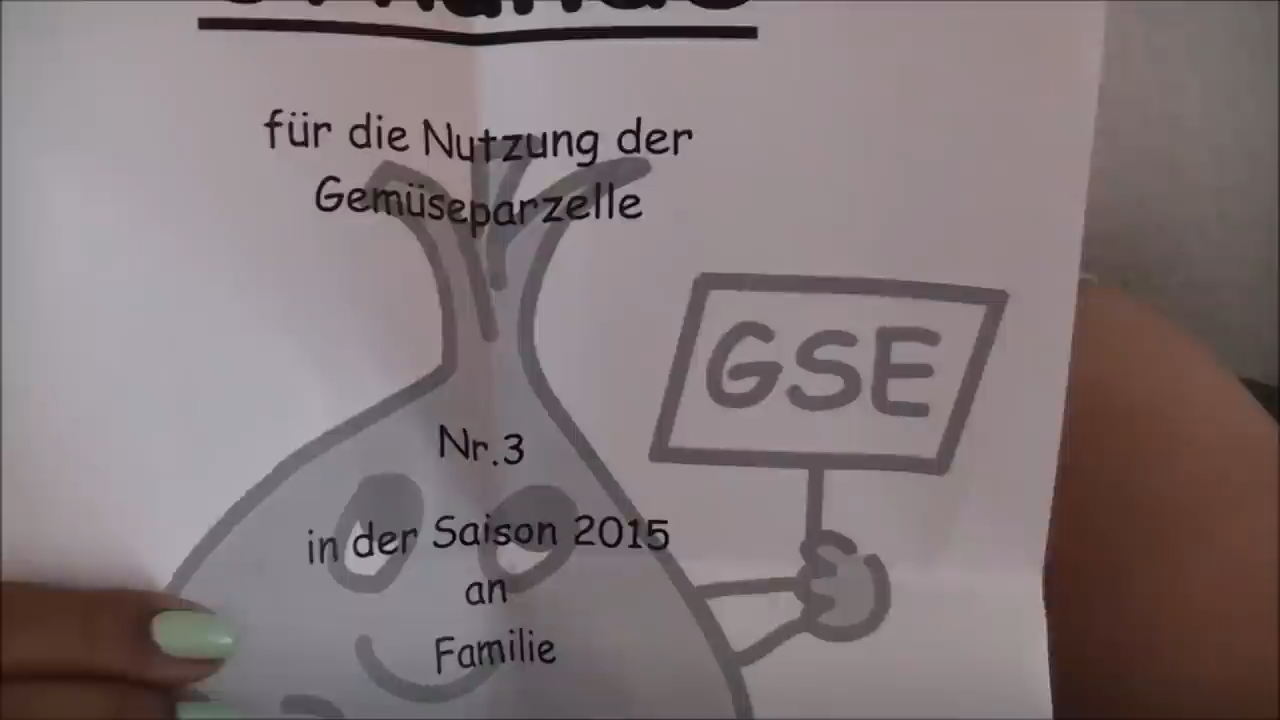 für die Nutzung der
Gemüseparzelle
GSE
Nr.3
in der Saison 2015
an
Familie